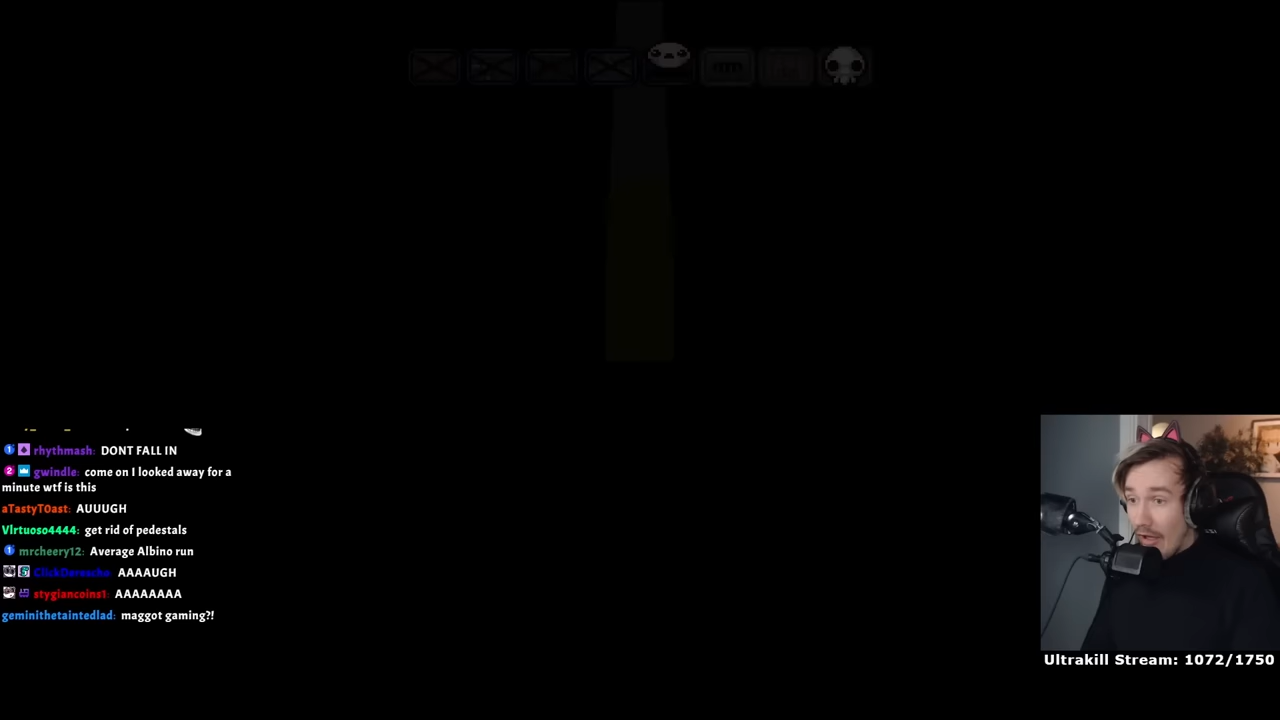 rhythmash: DONT FALL IN
gwindle: come on I looked away for a
minute wtf is this
aTastyT0ast: AUUUGH
Vlrtuoso4444: get rid of pedestals
mrcheery12: Average Albino run
AAAAUGH
stygiancoins1: AAAAAAAA
geminithetaintedlad: maggot gaming?!
Ultrakill Stream: 1072/1750